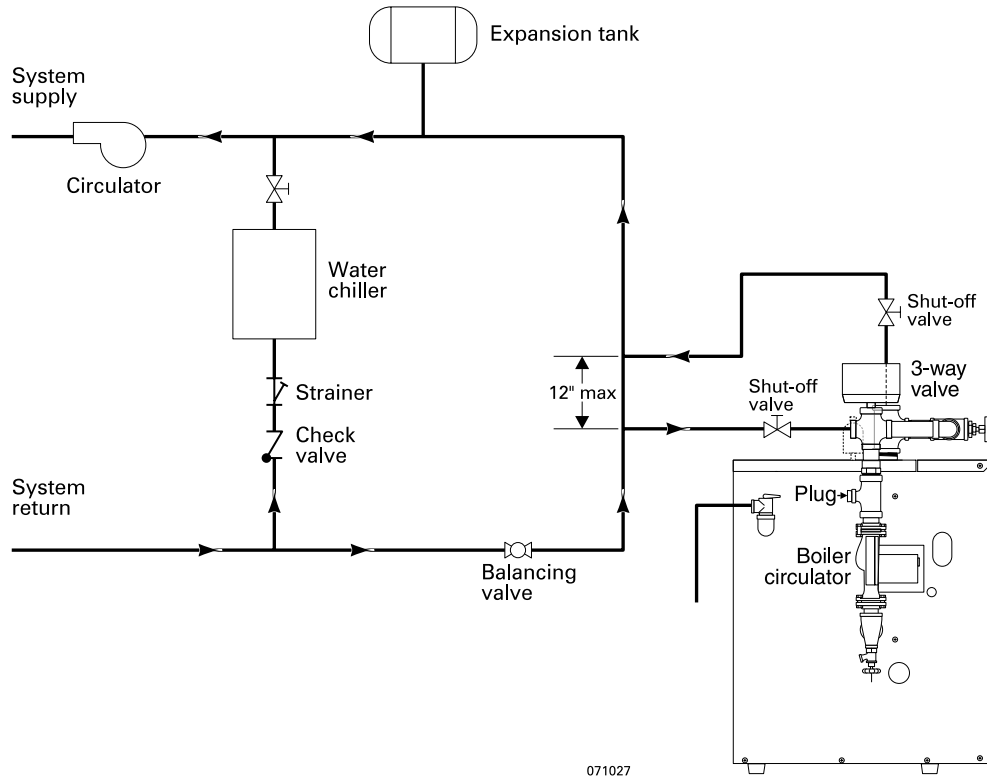 Expansion tank
System
supply
Circulator
Water
chiller
Shut-off
valve
3-way
valve
12" max
Shut-off
valve
Strainer
Check
valve
System
return
Plug
Balancing
valve
Boiler
circulator
071027